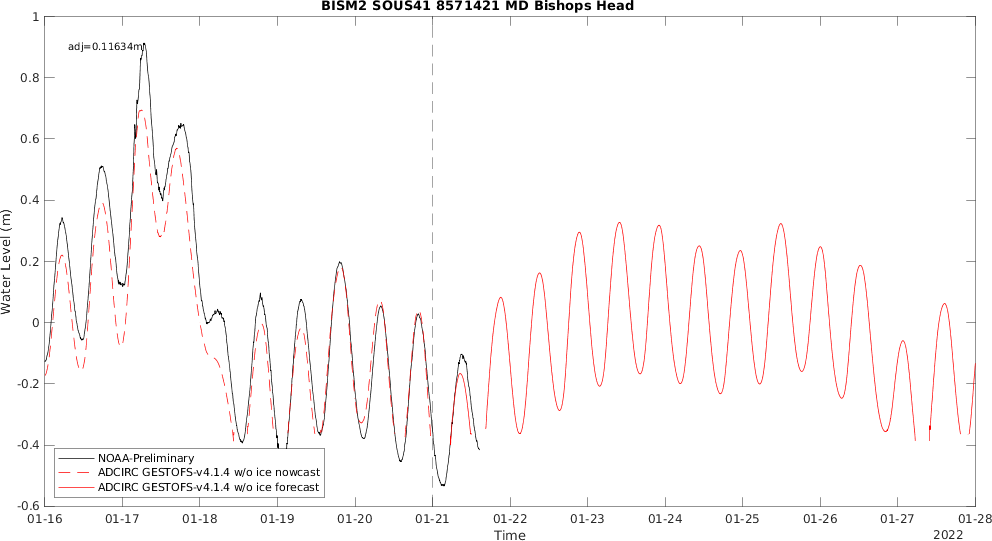 BISM2 SOUS41 8571421 MD Bishops Head
adj=0.11634m
1
0.8
0.6
0.4
0.2
0
-0.2
-0.4
-0.6
Water Level (m)
NOAA-Preliminary
ADCIRC GESTOFS-v4.1.4 w/o ice nowcast
ADCIRC GESTOFS-v4.1.4 w/o ice forecast
01-16 01-17 01-18 01-19 01-20 01-21 01-22 01-23 01-24 01-25 01-26 01-27 01-28
Time
2022